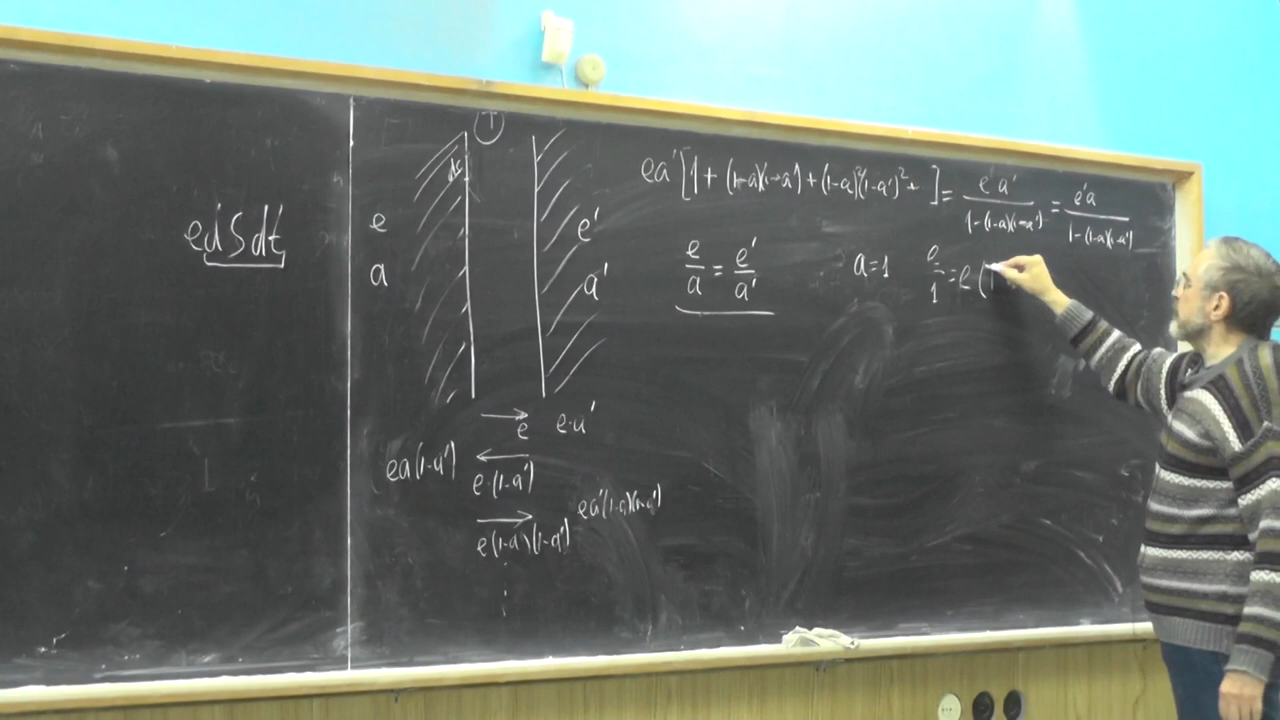 edSdt
T
ds
e
a
e'
a'
e
e·a'
ea(1-a')
e·(1-a')
ea'(1-a)(1-a')
e(1-a)(1-a')
ea'[1+(1-a)(1-a')+(1-a)²(1-a')²+ ]= e a' / 1-(1-a)(1-a') = e'a / 1-(1-a)(1-a')
e/a = e'/a'
a=1
e/1 = e(